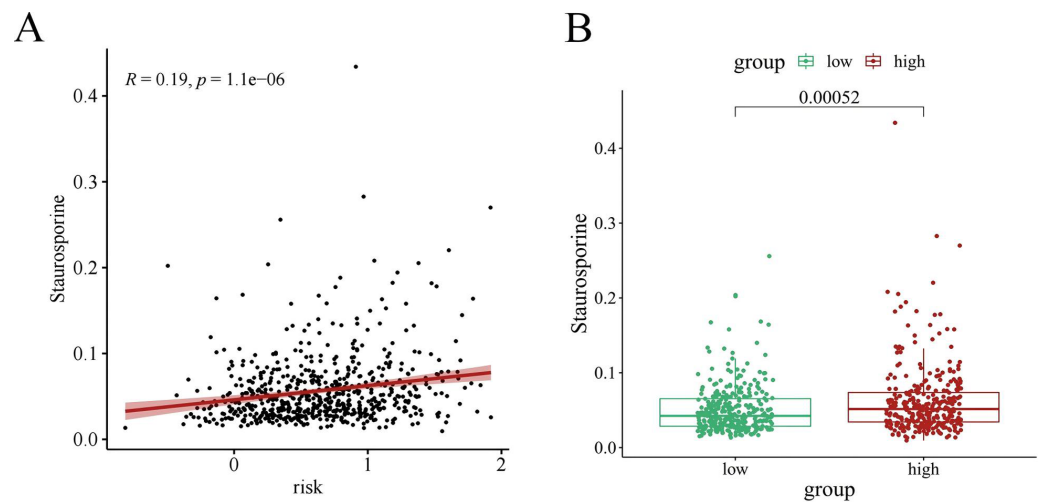 A
R = 0.19, p = 1.1e−06
Staurosporine
0.4
0.3
0.2
0.1
0.0
0
1
2
risk
B
group low high
0.00052
Staurosporine
0.4
0.3
0.2
0.1
0.0
low
high
group